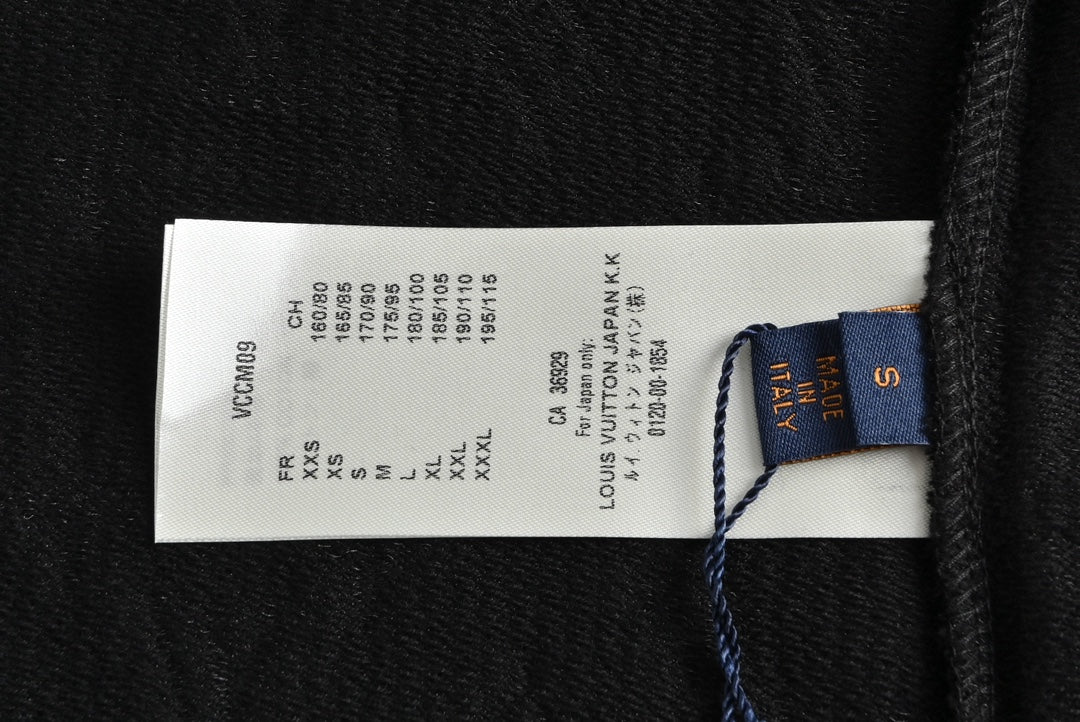 VCCM09
FR CH
XXS 160/80
XS 165/85
S 170/90
M 175/95
L 180/100
XL 185/105
XXL 190/110
XXXL 195/115
CA 36929
For Japan only:
LOUIS VUITTON JAPAN K.K
ルイ. ヴィトン ジャパン(株)
0120-00-1854
MADE
IN
ITALY
S